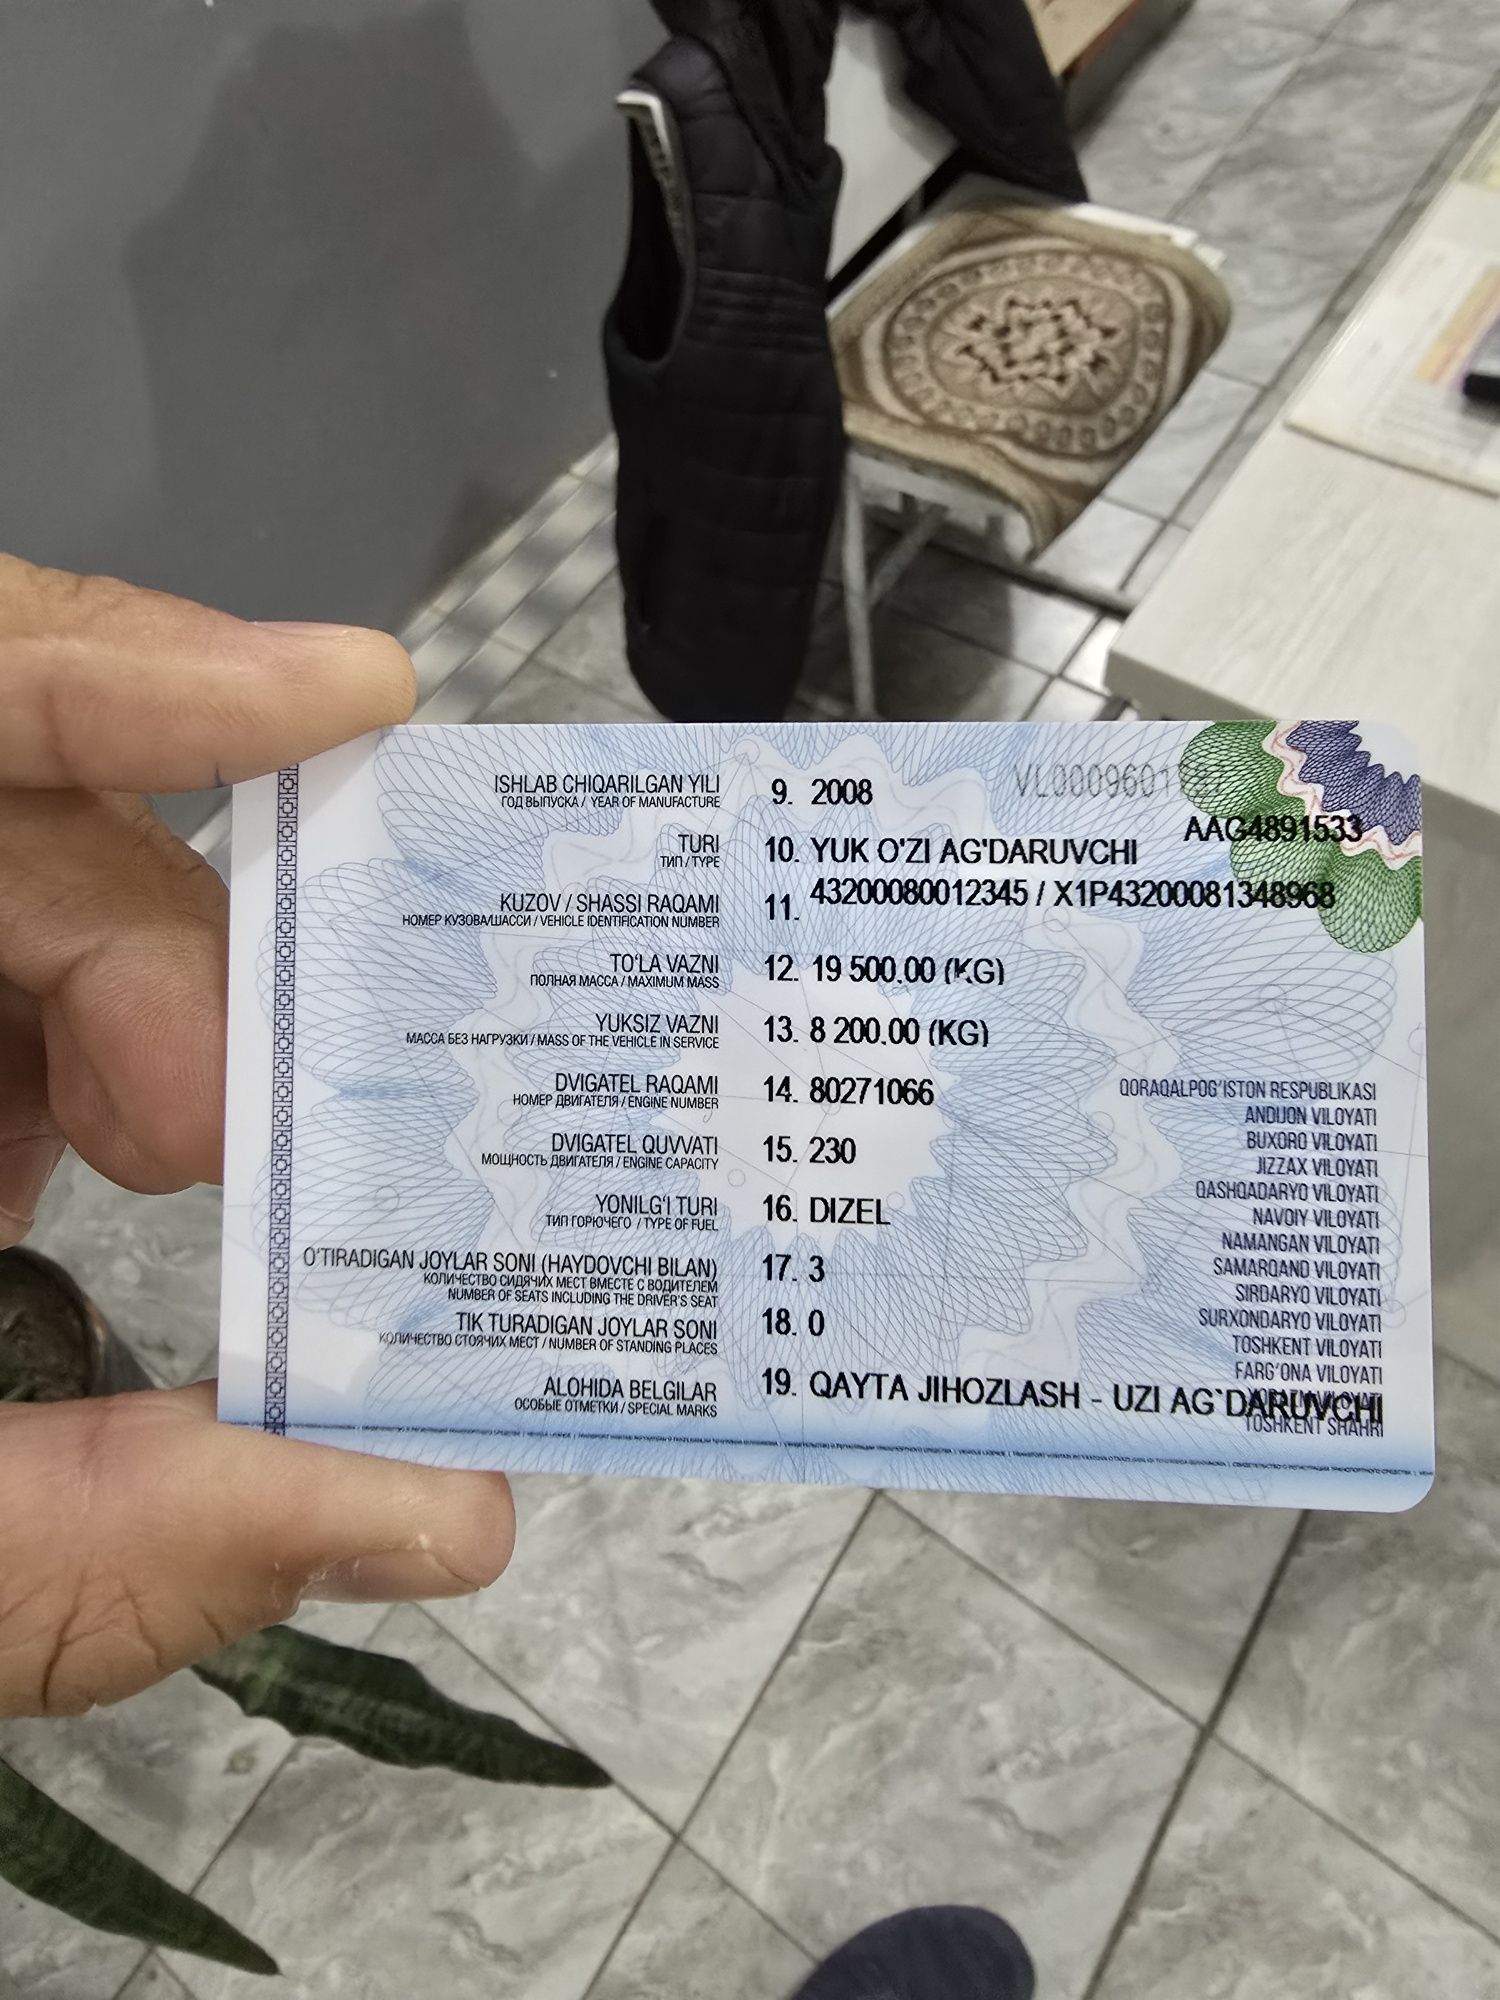 VL0009601
AAG4891533
ISHLAB CHIQARILGAN YILI 9. 2008
ГОД ВЫПУСКА / YEAR OF MANUFACTURE
TURI 10. YUK O'ZI AG'DARUVCHI
ТИП / TYPE
KUZOV / SHASSI RAQAMI 11. 43200080012345 / X1P43200081348968
НОМЕР КУЗОВА/ШАССИ / VEHICLE IDENTIFICATION NUMBER
TO'LA VAZNI 12. 19 500.00 (KG)
ПОЛНАЯ МАССА / MAXIMUM MASS
YUKSIZ VAZNI 13. 8 200.00 (KG)
МАССА БЕЗ НАГРУЗКИ / MASS OF THE VEHICLE IN SERVICE
DVIGATEL RAQAMI 14. 80271066
НОМЕР ДВИГАТЕЛЯ / ENGINE NUMBER
DVIGATEL QUVVATI 15. 230
МОЩНОСТЬ ДВИГАТЕЛЯ / ENGINE CAPACITY
YONILG'I TURI 16. DIZEL
ТИП ГОРЮЧЕГО / TYPE OF FUEL
O'TIRADIGAN JOYLAR SONI (HAYDOVCHI BILAN) 17. 3
КОЛИЧЕСТВО СИДЯЧИХ МЕСТ ВМЕСТЕ С ВОДИТЕЛЕМ
NUMBER OF SEATS INCLUDING THE DRIVER'S SEAT
TIK TURADIGAN JOYLAR SONI 18. 0
КОЛИЧЕСТВО СТОЯЧИХ МЕСТ / NUMBER OF STANDING PLACES
ALOHIDA BELGILAR 19. QAYTA JIHOZLASH - UZI AG`DARUVCHI
ОСОБЫЕ ОТМЕТКИ / SPECIAL MARKS
QORAQALPOG'ISTON RESPUBLIKASI
ANDIJON VILOYATI
BUXORO VILOYATI
JIZZAX VILOYATI
QASHQADARYO VILOYATI
NAVOIY VILOYATI
NAMANGAN VILOYATI
SAMARQAND VILOYATI
SIRDARYO VILOYATI
SURXONDARYO VILOYATI
TOSHKENT VILOYATI
FARG'ONA VILOYATI
XORAZM VILOYATI
TOSHKENT SHAHRI